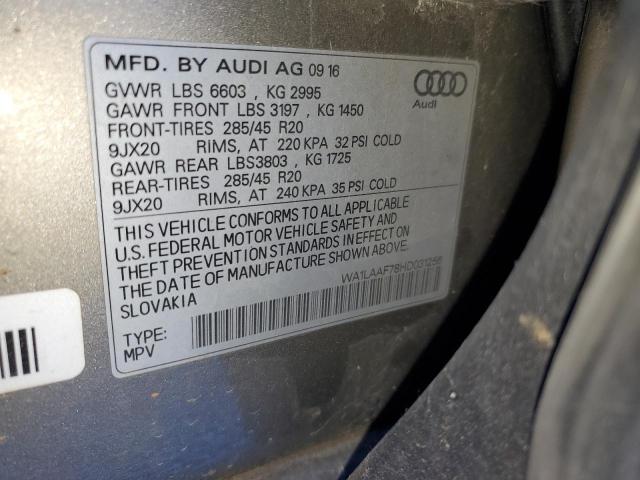 MFD. BY AUDI AG 09 16
GVWR LBS 6603 , KG 2995
GAWR FRONT LBS 3197 , KG 1450
FRONT-TIRES 285/45 R20
9JX20 RIMS, AT 220 KPA 32 PSI COLD
GAWR REAR LBS3803 , KG 1725
REAR-TIRES 285/45 R20
9JX20 RIMS, AT 240 KPA 35 PSI COLD
Audi
THIS VEHICLE CONFORMS TO ALL APPLICABLE
U.S. FEDERAL MOTOR VEHICLE SAFETY AND
THEFT PREVENTION STANDARDS IN EFFECT ON
THE DATE OF MANUFACTURE SHOWN ABOVE.
SLOVAKIA
WA1LAAF78HD031256
TYPE:
MPV